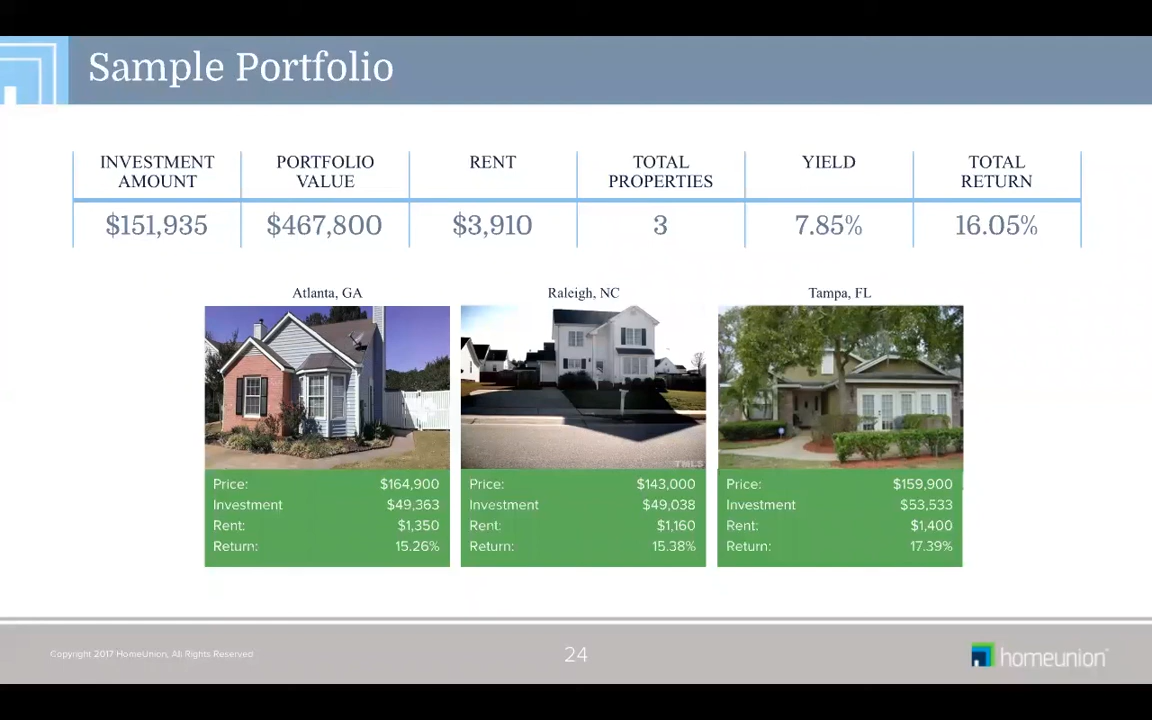 Sample Portfolio
INVESTMENT AMOUNT PORTFOLIO VALUE RENT TOTAL PROPERTIES YIELD TOTAL RETURN
$151,935 $467,800 $3,910 3 7.85% 16.05%
Atlanta, GA Raleigh, NC Tampa, FL
TMLS
Price: $164,900 Price: $143,000 Price: $159,900
Investment $49,363 Investment $49,038 Investment $53,533
Rent: $1,350 Rent: $1,160 Rent: $1,400
Return: 15.26% Return: 15.38% Return: 17.39%
Copyright 2017 HomeUnion, All Rights Reserved 24 homeunion